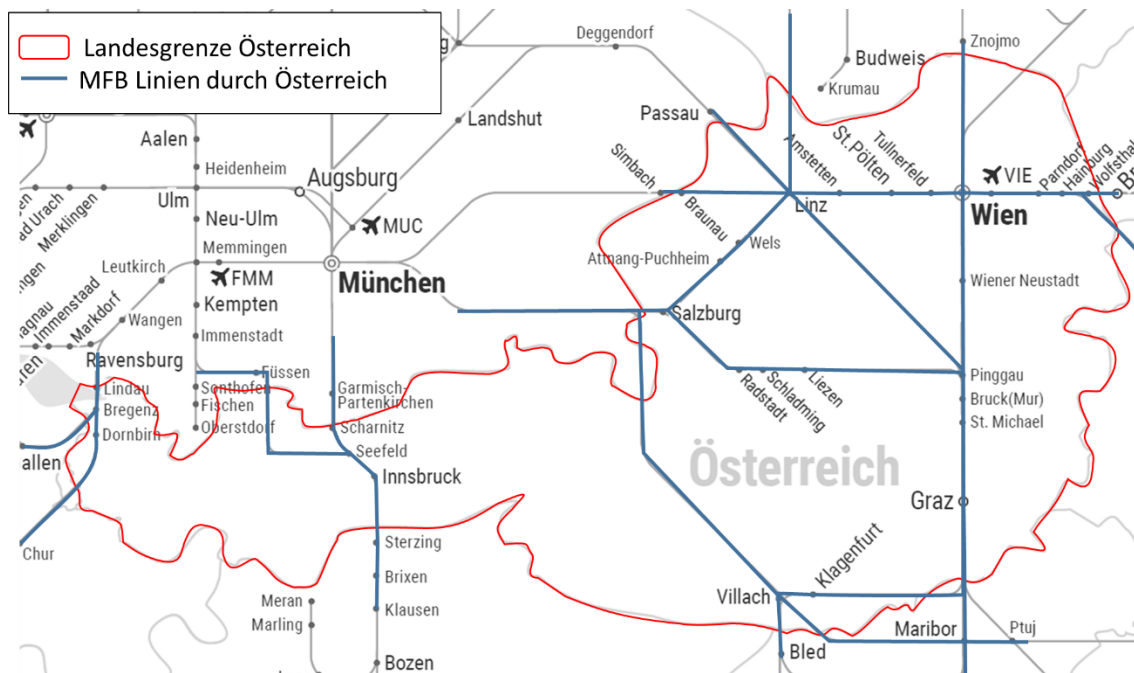 Landesgrenze Österreich
MFB Linien durch Österreich
Deggendorf
Znojmo
Budweis
Krumau
Passau
Landshut
Aalen
Heidenheim
Augsburg
Ulm
Neu-Ulm
MUC
Merklingen
Memmingen
FMM
München
Leutkirch
Kempten
Wangen
Immenstadt
Immenstaad
Markdorf
Ravensburg
Füssen
Lindau
Sonthofen
Bregenz
Fischen
Dornbirn
Oberstdorf
Garmisch-
Partenkirchen
Scharnitz
Seefeld
Innsbruck
allen
Chur
Sterzing
Brixen
Klausen
Meran
Marling
Bozen
Simbach
Braunau
Amstetten
St.Pölten
Tullnerfeld
VIE
Parndorf
Hainburg
Wolfsthal
Linz
Wien
Wels
Attnang-Puchheim
Wiener Neustadt
Salzburg
Radstadt
Schladming
Liezen
Pinggau
Bruck(Mur)
St. Michael
Österreich
Graz
Klagenfurt
Villach
Maribor
Ptuj
Bled